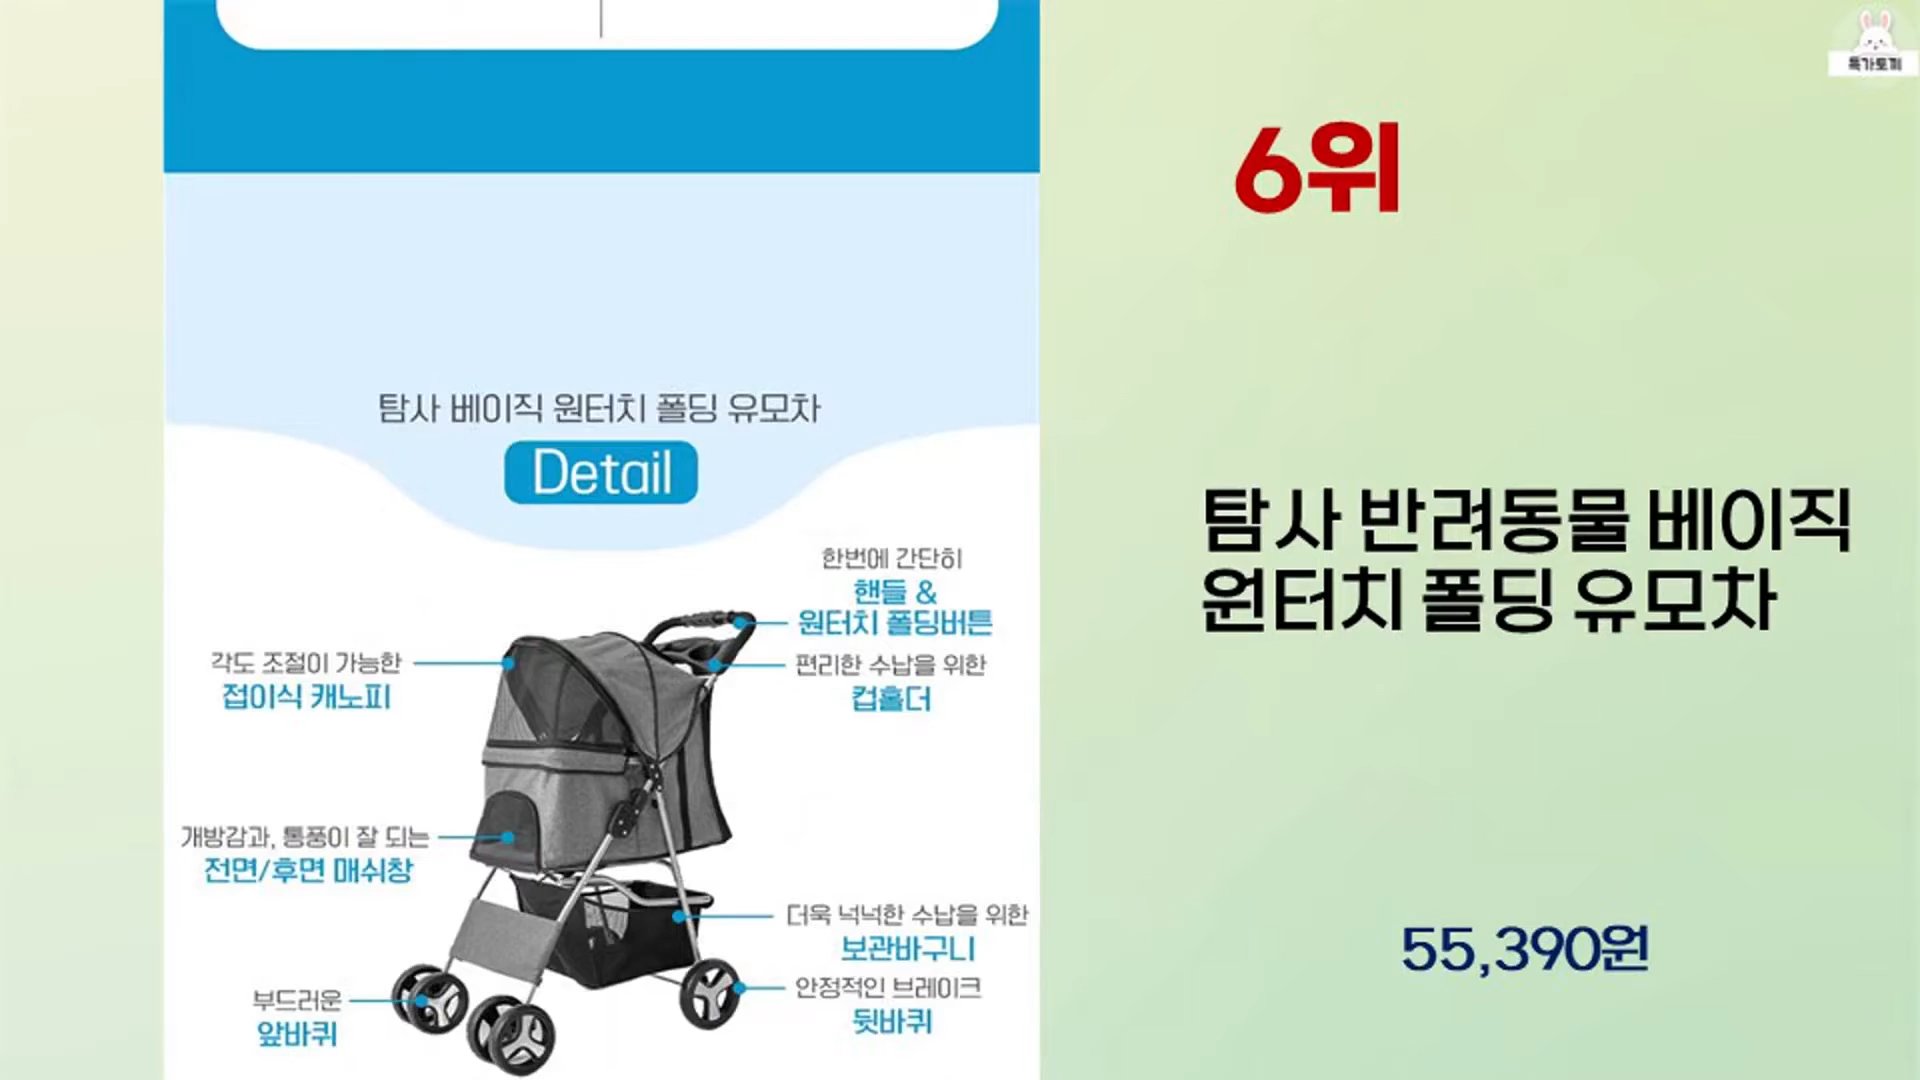 특가토끼
6위
탐사 반려동물 베이직
원터치 폴딩 유모차
55,390원
탐사 베이직 원터치 폴딩 유모차
Detail
한번에 간단히
핸들 &
원터치 폴딩버튼
각도 조절이 가능한
접이식 캐노피
편리한 수납을 위한
컵홀더
개방감과, 통풍이 잘 되는
전면/후면 매쉬창
더욱 넉넉한 수납을 위한
보관바구니
부드러운
앞바퀴
안정적인 브레이크
뒷바퀴